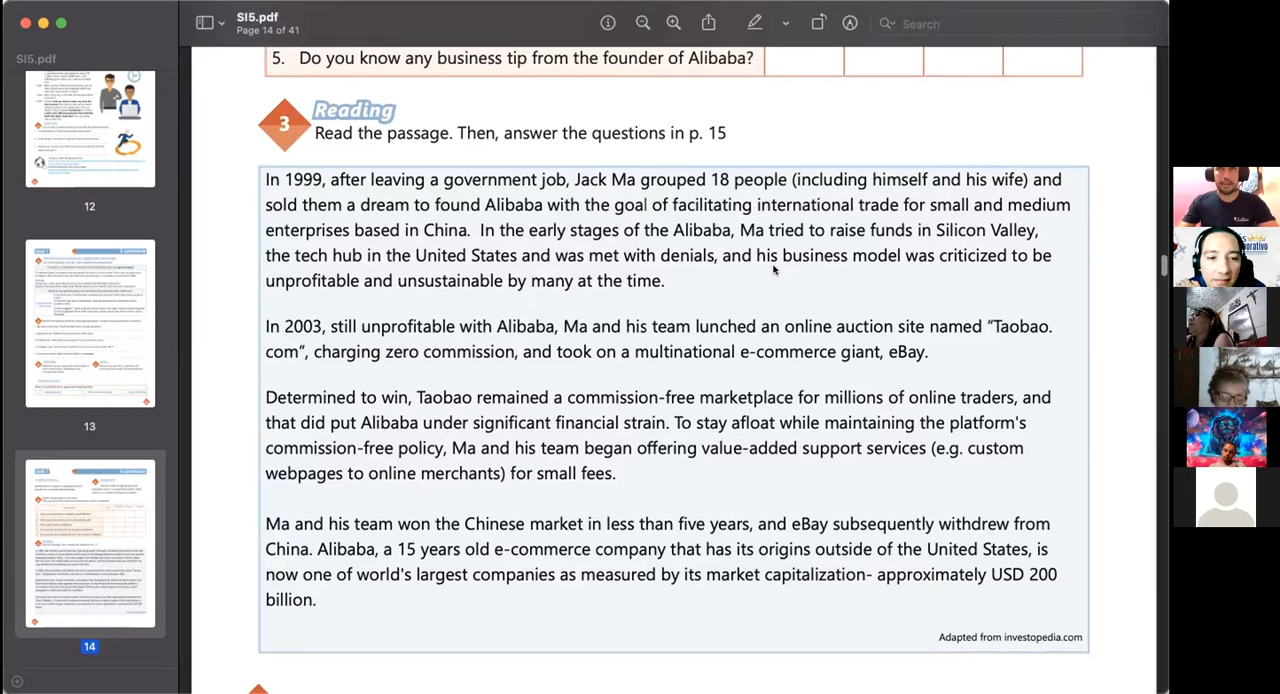 SI5.pdf
Page 14 of 41
Search
SI5.pdf
12
13
14
5. Do you know any business tip from the founder of Alibaba?
3
Reading
Read the passage. Then, answer the questions in p. 15
In 1999, after leaving a government job, Jack Ma grouped 18 people (including himself and his wife) and
sold them a dream to found Alibaba with the goal of facilitating international trade for small and medium
enterprises based in China. In the early stages of the Alibaba, Ma tried to raise funds in Silicon Valley,
the tech hub in the United States and was met with denials, and his business model was criticized to be
unprofitable and unsustainable by many at the time.
In 2003, still unprofitable with Alibaba, Ma and his team lunched an online auction site named “Taobao.
com”, charging zero commission, and took on a multinational e-commerce giant, eBay.
Determined to win, Taobao remained a commission-free marketplace for millions of online traders, and
that did put Alibaba under significant financial strain. To stay afloat while maintaining the platform's
commission-free policy, Ma and his team began offering value-added support services (e.g. custom
webpages to online merchants) for small fees.
Ma and his team won the Chinese market in less than five years, and eBay subsequently withdrew from
China. Now, the 15 years old e-commerce company that has its roots outside of the United States, is
one of the world's largest companies measured by its market capitalization- approximately USD 200
billion.
Adapted from investopedia.com